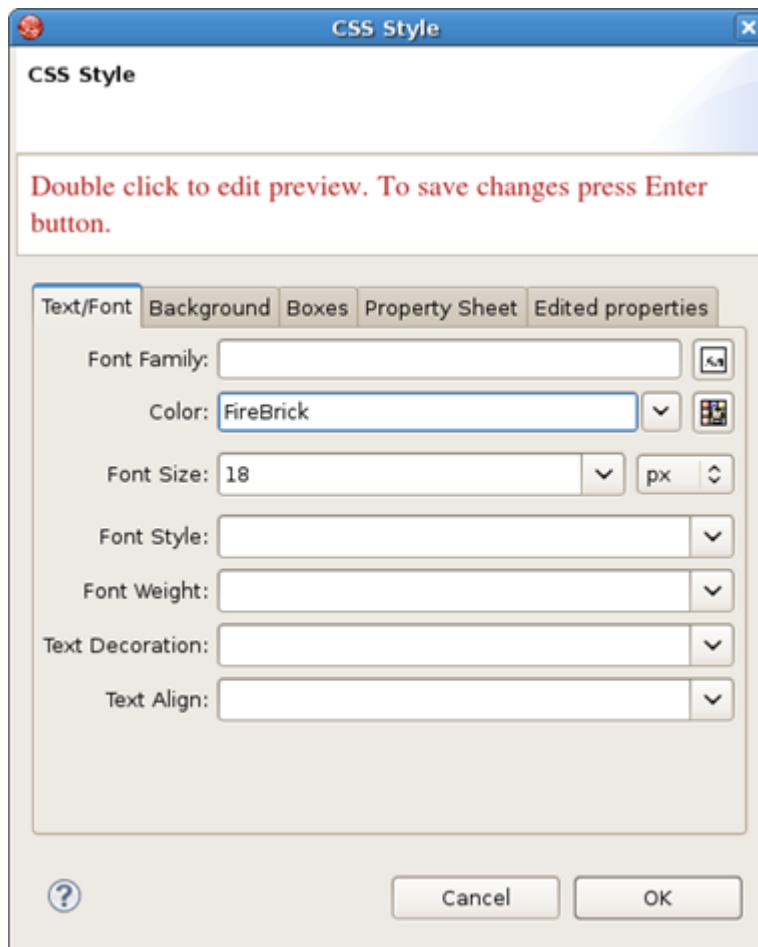 CSS Style
CSS Style
Double click to edit preview. To save changes press Enter
button.
Text/Font Background Boxes Property Sheet Edited properties
Font Family:
Color: FireBrick
Font Size: 18 px
Font Style:
Font Weight:
Text Decoration:
Text Align:
? Cancel OK